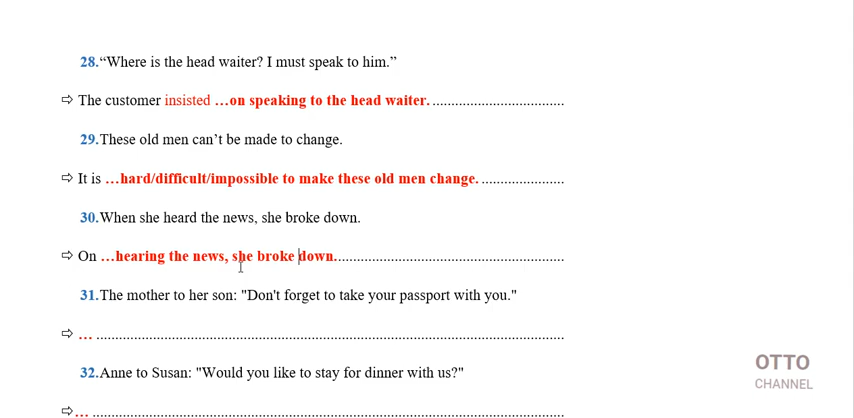 28.“Where is the head waiter? I must speak to him.”
⇨ The customer insisted …on speaking to the head waiter. ..................................
29.These old men can’t be made to change.
⇨ It is …hard/difficult/impossible to make these old men change. .....................
30.When she heard the news, she broke down.
⇨ On …hearing the news, she broke down...........................................................
31.The mother to her son: "Don't forget to take your passport with you."
⇨ … ....................................................................................................................
32.Anne to Susan: "Would you like to stay for dinner with us?"
⇨… .....................................................................................................................
OTTO
CHANNEL